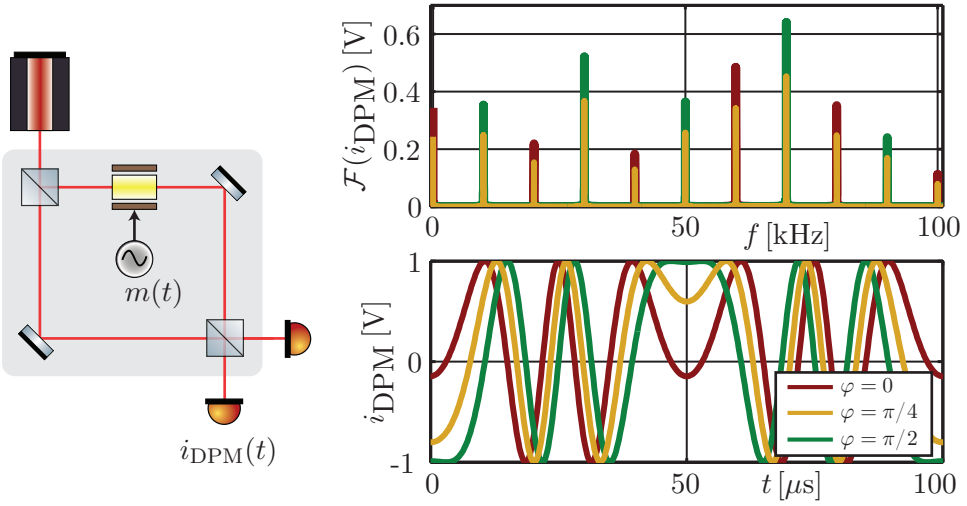 m(t)
i_DPM(t)
F(i_DPM) [V]
0.6
0.4
0.2
0
0
50
100
f [kHz]
i_DPM [V]
1
0
-1
φ = 0
φ = π/4
φ = π/2
0
50
100
t [μs]